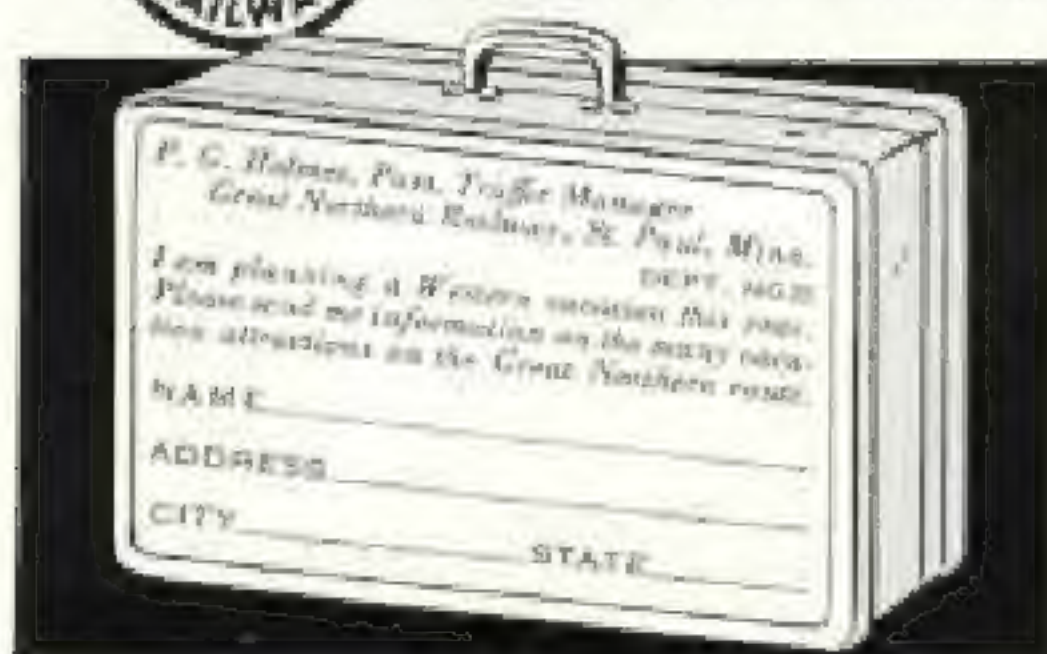 P. G. Holmes, Pass. Traffic Manager
Great Northern Railway, St. Paul, Minn.
DEPT.
I am planning a Western vacation this year.
Please send me information on the many vaca-
tion attractions on the Great Northern route.
NAME
ADDRESS
CITY STATE